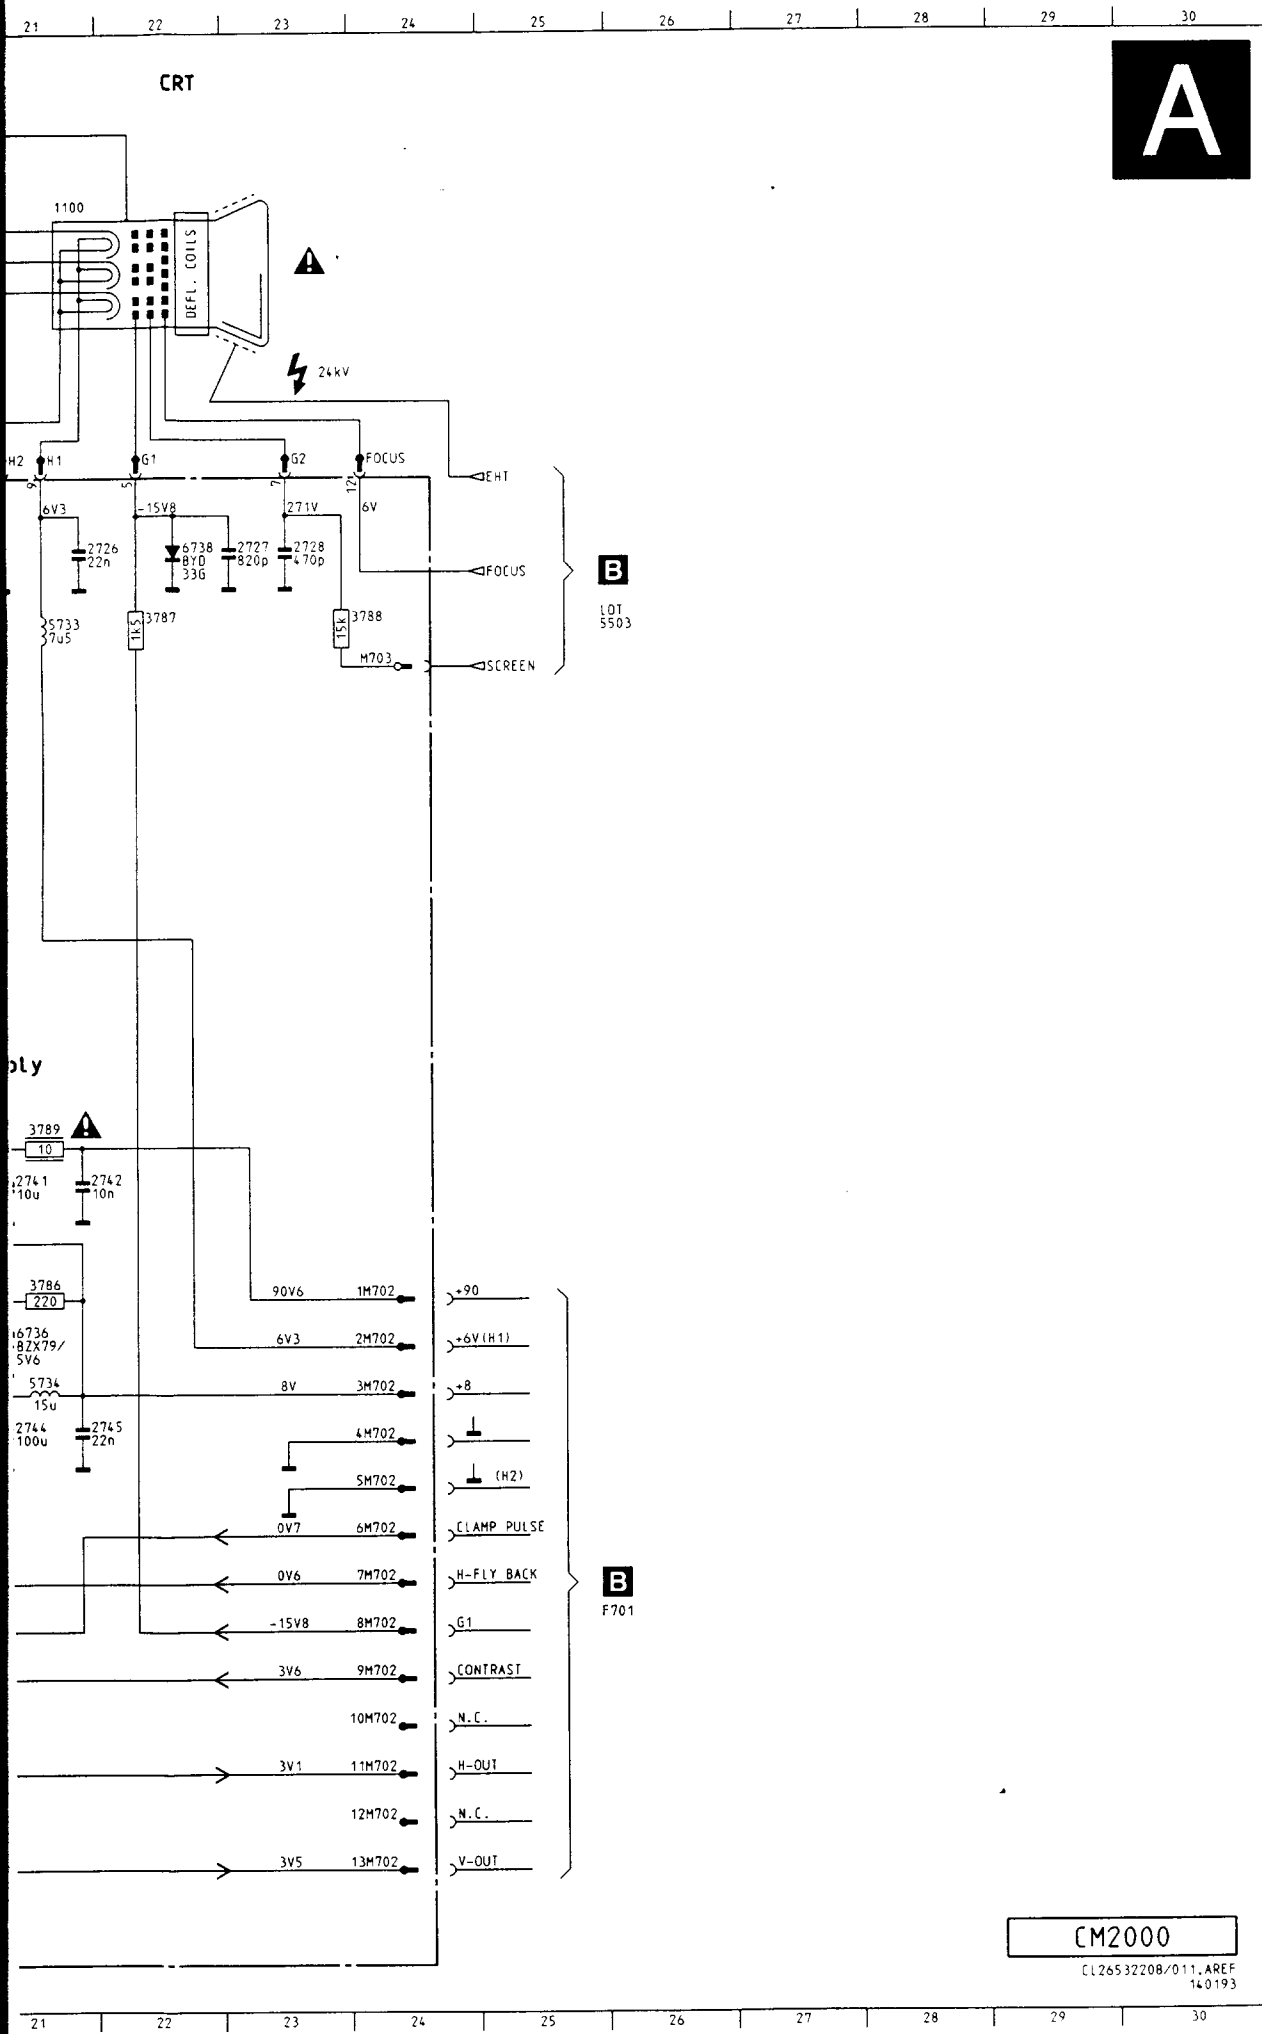 21 22 23 24 25 26 27 28 29 30
CRT
A
1100
DEFL. COILS
24kV
H2 H1 G1 G2 FOCUS
EHT
9 5 7 12
6V3 -15V8 271V 6V
2726 6738 2727 2728
22n BYD 820p 470p
33G
FOCUS
B
LOT
5503
5733
7u5
1k5 3787
15k 3788
M703
SCREEN
ply
3789
10
2741 2742
10u 10n
3786
220
6736
BZX79/
5V6
5734
15u
2744 2745
100u 22n
90V6 1M702 +90
6V3 2M702 +6V(H1)
8V 3M702 +8
4M702
5M702 (H2)
0V7 6M702 CLAMP PULSE
0V6 7M702 H-FLY BACK
B
F701
-15V8 8M702 G1
3V6 9M702 CONTRAST
10M702 N.C.
3V1 11M702 H-OUT
12M702 N.C.
3V5 13M702 V-OUT
CM2000
CL26532208/011.AREF
140193
21 22 23 24 25 26 27 28 29 30